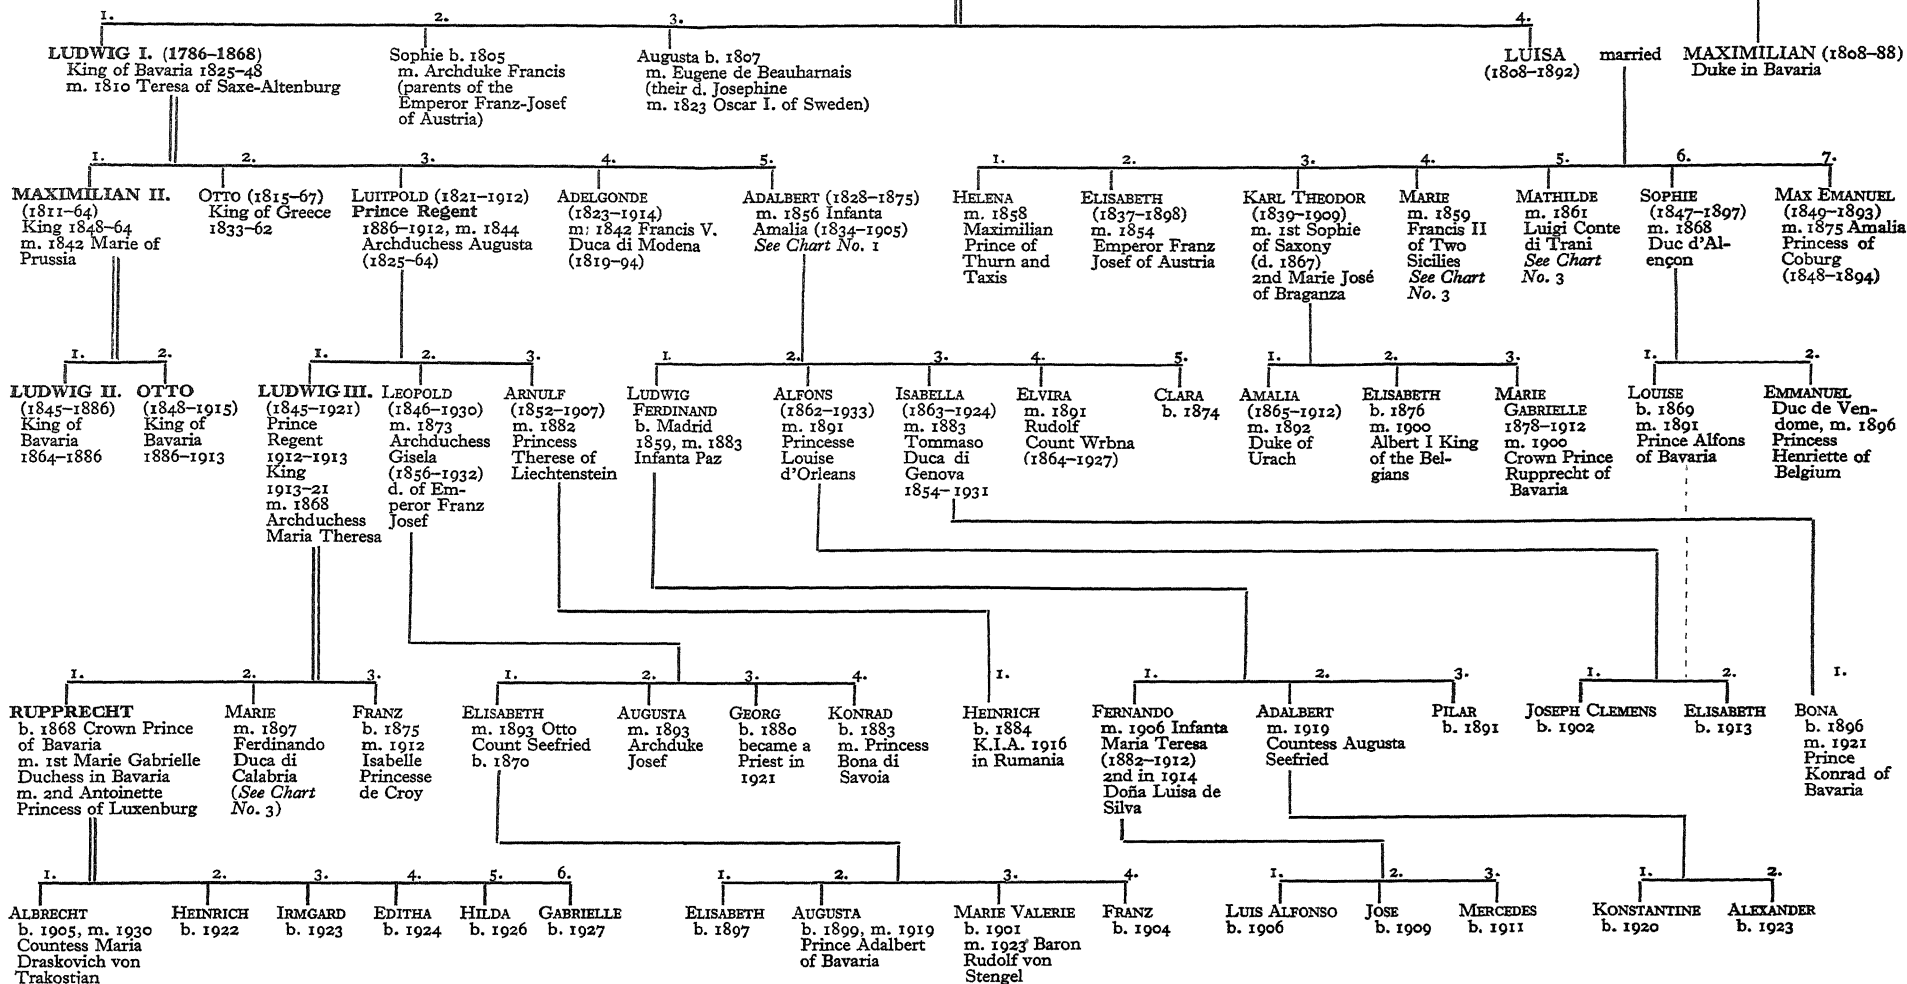 1. 2. 3. 4.
LUDWIG I. (1786-1868)
King of Bavaria 1825-48
m. 1810 Teresa of Saxe-Altenburg
Sophie b. 1805
m. Archduke Francis
(parents of the
Emperor Franz-Josef
of Austria)
Augusta b. 1807
m. Eugene de Beauharnais
(their d. Josephine
m. 1823 Oscar I. of Sweden)
LUISA married MAXIMILIAN (1808-88)
(1808-1892)
Duke in Bavaria
1. 2. 3. 4. 5.
MAXIMILIAN II.
(1811-64)
King 1848-64
m. 1842 Marie of
Prussia
OTTO (1815-67)
King of Greece
1833-62
LUITPOLD (1821-1912)
Prince Regent
1886-1912, m. 1844
Archduchess Augusta
(1825-64)
ADELGONDE
(1823-1914)
m; 1842 Francis V.
Duca di Modena
(1819-94)
ADALBERT (1828-1875)
m. 1856 Infanta
Amalia (1834-1905)
See Chart No. 1
1. 2. 3. 4. 5. 6. 7.
HELENA
m. 1858
Maximilian
Prince of
Thurn and
Taxis
ELISABETH
(1837-1898)
m. 1854
Emperor Franz
Josef of Austria
KARL THEODOR
(1839-1909)
m. 1st Sophie
of Saxony
(d. 1867)
2nd Marie José
of Braganza
MARIE
m. 1859
Francis II
of Two
Sicilies
See Chart
No. 3
MATHILDE
m. 1861
Luigi Conte
di Trani
See Chart
No. 3
SOPHIE
(1847-1897)
m. 1868
Duc d'Al-
ençon
MAX EMANUEL
(1849-1893)
m. 1875 Amalia
Princess of
Coburg
(1848-1894)
1. 2.
LUDWIG II.
(1845-1886)
King of
Bavaria
1864-1886
OTTO
(1848-1915)
King of
Bavaria
1886-1913
1. 2. 3.
LUDWIG III.
(1845-1921)
Prince
Regent
1912-1913
King
1913-21
m. 1868
Archduchess
Maria Theresa
LEOPOLD
(1846-1930)
m. 1873
Archduchess
Gisela
(1856-1932)
d. of Em-
peror Franz
Josef
ARNULF
(1852-1907)
m. 1882
Princess
Therese of
Liechtenstein
1. 2. 3. 4. 5.
LUDWIG
FERDINAND
b. Madrid
1859, m. 1883
Infanta Paz
ALFONS
(1862-1933)
m. 1891
Princesse
Louise
d'Orleans
ISABELLA
(1863-1924)
m. 1883
Tommaso
Duca di
Genova
1854-1931
ELVIRA
m. 1891
Rudolf
Count Wrbna
(1864-1927)
CLARA
b. 1874
1. 2. 3.
AMALIA
(1865-1912)
m. 1892
Duke of
Urach
ELISABETH
b. 1876
m. 1900
Albert I King
of the Bel-
gians
MARIE
GABRIELLE
1878-1912
m. 1900
Crown Prince
Rupprecht of
Bavaria
1. 2.
LOUISE
b. 1869
m. 1891
Prince Alfons
of Bavaria
EMMANUEL
Duc de Ven-
dome, m. 1896
Princess
Henriette of
Belgium
1. 2. 3.
RUPPRECHT
b. 1868 Crown Prince
of Bavaria
m. 1st Marie Gabrielle
Duchess in Bavaria
m. 2nd Antoinette
Princess of Luxenburg
MARIE
m. 1897
Ferdinando
Duca di
Calabria
(See Chart
No. 3)
FRANZ
b. 1875
m. 1912
Isabelle
Princesse
de Croy
1. 2. 3. 4.
ELISABETH
m. 1893 Otto
Count Seefried
b. 1870
AUGUSTA
m. 1893
Archduke
Josef
GEORG
b. 1880
became a
Priest in
1921
KONRAD
b. 1883
m. Princess
Bona di
Savoia
1.
HEINRICH
b. 1884
K.I.A. 1916
in Rumania
1. 2. 3.
FERNANDO
m. 1906 Infanta
Maria Teresa
(1882-1912)
2nd in 1914
Doña Luisa de
Silva
ADALBERT
m. 1919
Countess Augusta
Seefried
PILAR
b. 1891
1. 2.
JOSEPH CLEMENS
b. 1902
ELISABETH
b. 1913
1.
BONA
b. 1896
m. 1921
Prince
Konrad of
Bavaria
1. 2. 3. 4. 5. 6.
ALBRECHT
b. 1905, m. 1930
Countess Maria
Draskovich von
Trakostjan
HEINRICH
b. 1922
IRMGARD
b. 1923
EDITHA
b. 1924
HILDA
b. 1926
GABRIELLE
b. 1927
1. 2. 3. 4.
ELISABETH
b. 1897
AUGUSTA
b. 1899, m. 1919
Prince Adalbert
of Bavaria
MARIE VALERIE
b. 1901
m. 1923 Baron
Rudolf von
Stengel
FRANZ
b. 1904
1. 2. 3.
LUIS ALFONSO
b. 1906
JOSE
b. 1909
MERCEDES
b. 1911
1. 2.
KONSTANTINE
b. 1920
ALEXANDER
b. 1923